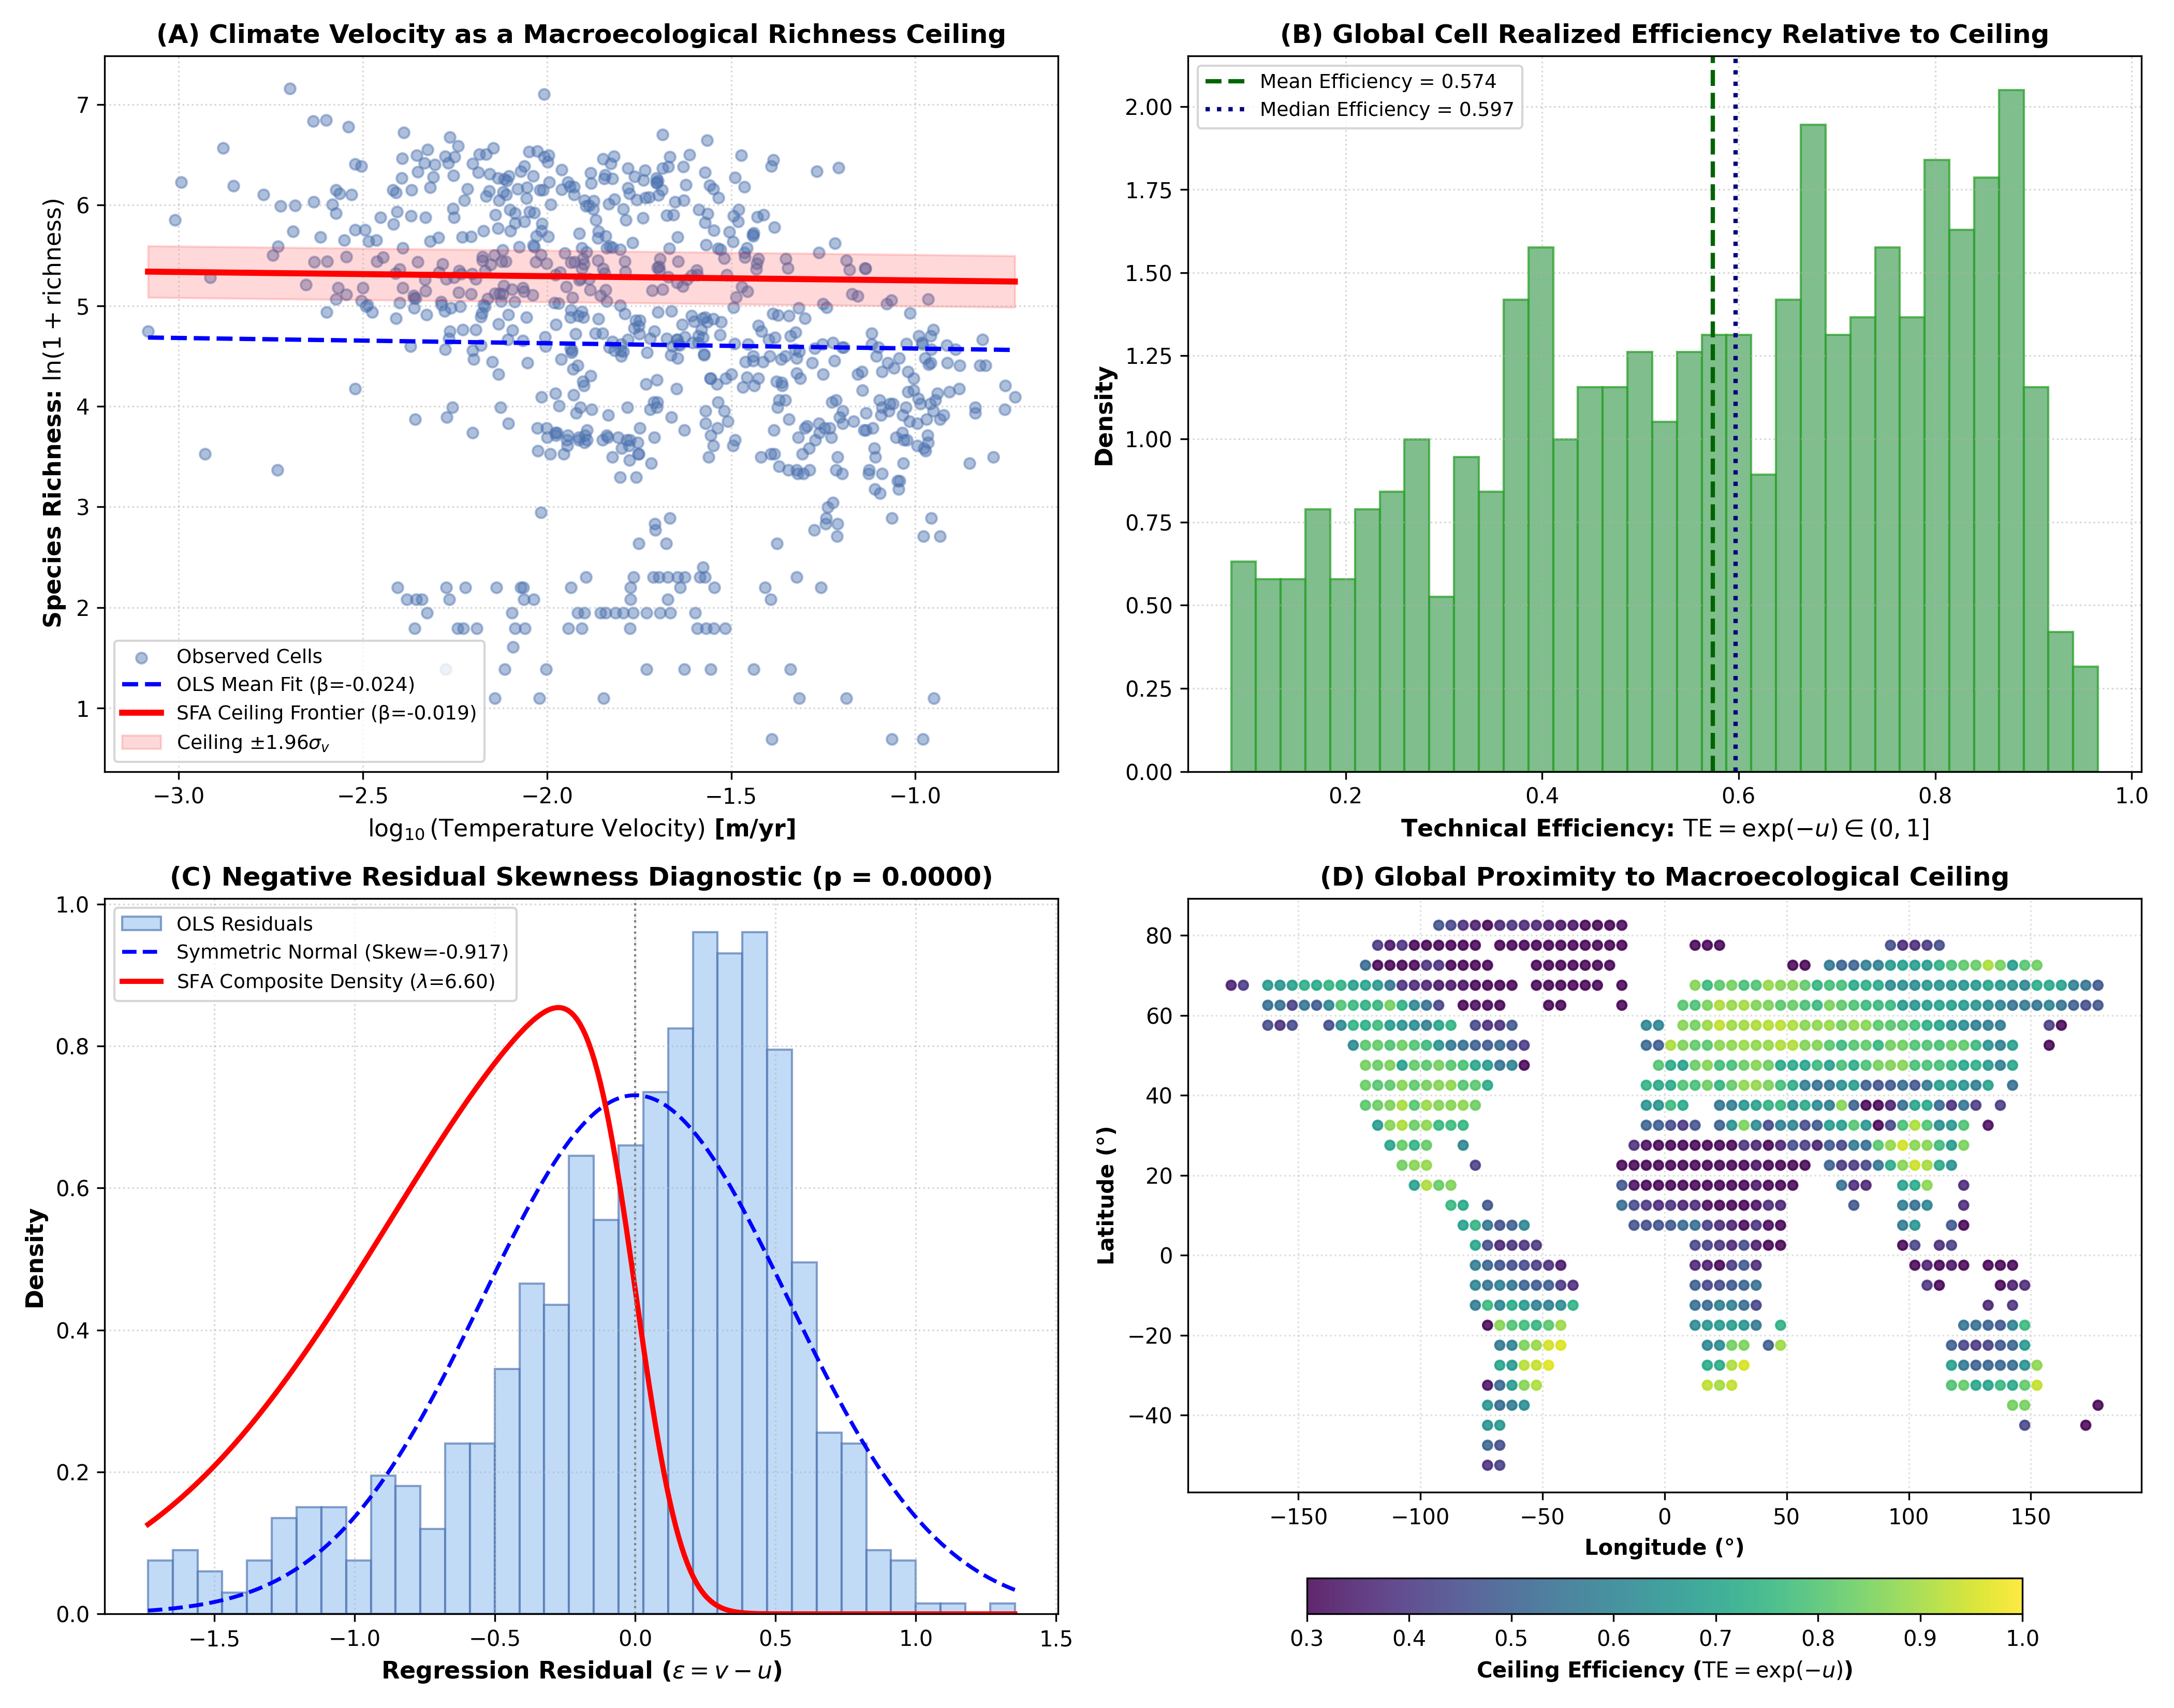 (A) Climate Velocity as a Macroecological Richness Ceiling
Species Richness: ln(1 + richness)
7
6
5
4
3
2
1
Observed Cells
OLS Mean Fit (β=-0.024)
SFA Ceiling Frontier (β=-0.019)
Ceiling ±1.96σᵥ
−3.0 −2.5 −2.0 −1.5 −1.0
log₁₀(Temperature Velocity) [m/yr]
(B) Global Cell Realized Efficiency Relative to Ceiling
Mean Efficiency = 0.574
Median Efficiency = 0.597
Density
2.00
1.75
1.50
1.25
1.00
0.75
0.50
0.25
0.00
0.2 0.4 0.6 0.8 1.0
Technical Efficiency: TE = exp(−u) ∈ (0, 1]
(C) Negative Residual Skewness Diagnostic (p = 0.0000)
OLS Residuals
Symmetric Normal (Skew=-0.917)
SFA Composite Density (λ=6.60)
Density
1.0
0.8
0.6
0.4
0.2
0.0
−1.5 −1.0 −0.5 0.0 0.5 1.0 1.5
Regression Residual (ε = v − u)
(D) Global Proximity to Macroecological Ceiling
Latitude (°)
80
60
40
20
0
−20
−40
−150 −100 −50 0 50 100 150
Longitude (°)
0.3 0.4 0.5 0.6 0.7 0.8 0.9 1.0
Ceiling Efficiency (TE = exp(−u))